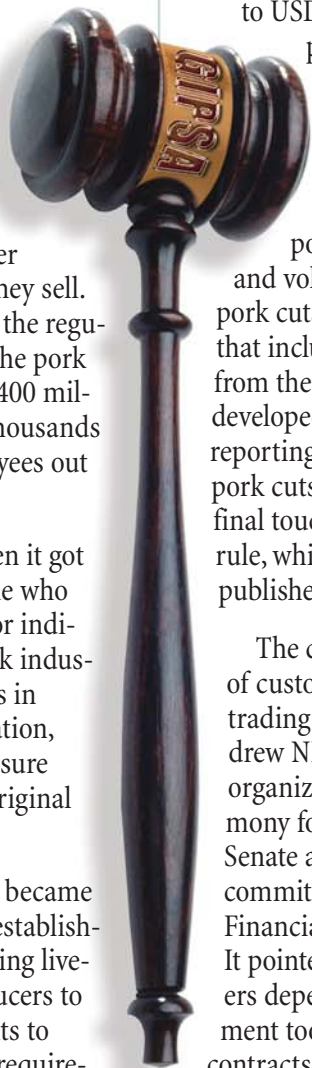 to USD
GIPSA
er
hey sell.
the regu-
he pork
400 mil-
housands
yees out
en it got
e who
or indi-
k indus-
s in
ation,
sure
riginal
became
establish-
ing live-
ucers to
ts to
require-
po
and vol
pork cut
that inclu
from the
develope
reporting
pork cuts
final touc
rule, whi
publishe
The c
of custo
trading
drew N
organiz
mony fo
Senate a
commit
Financia
It pointe
ers depe
ment too
contracts